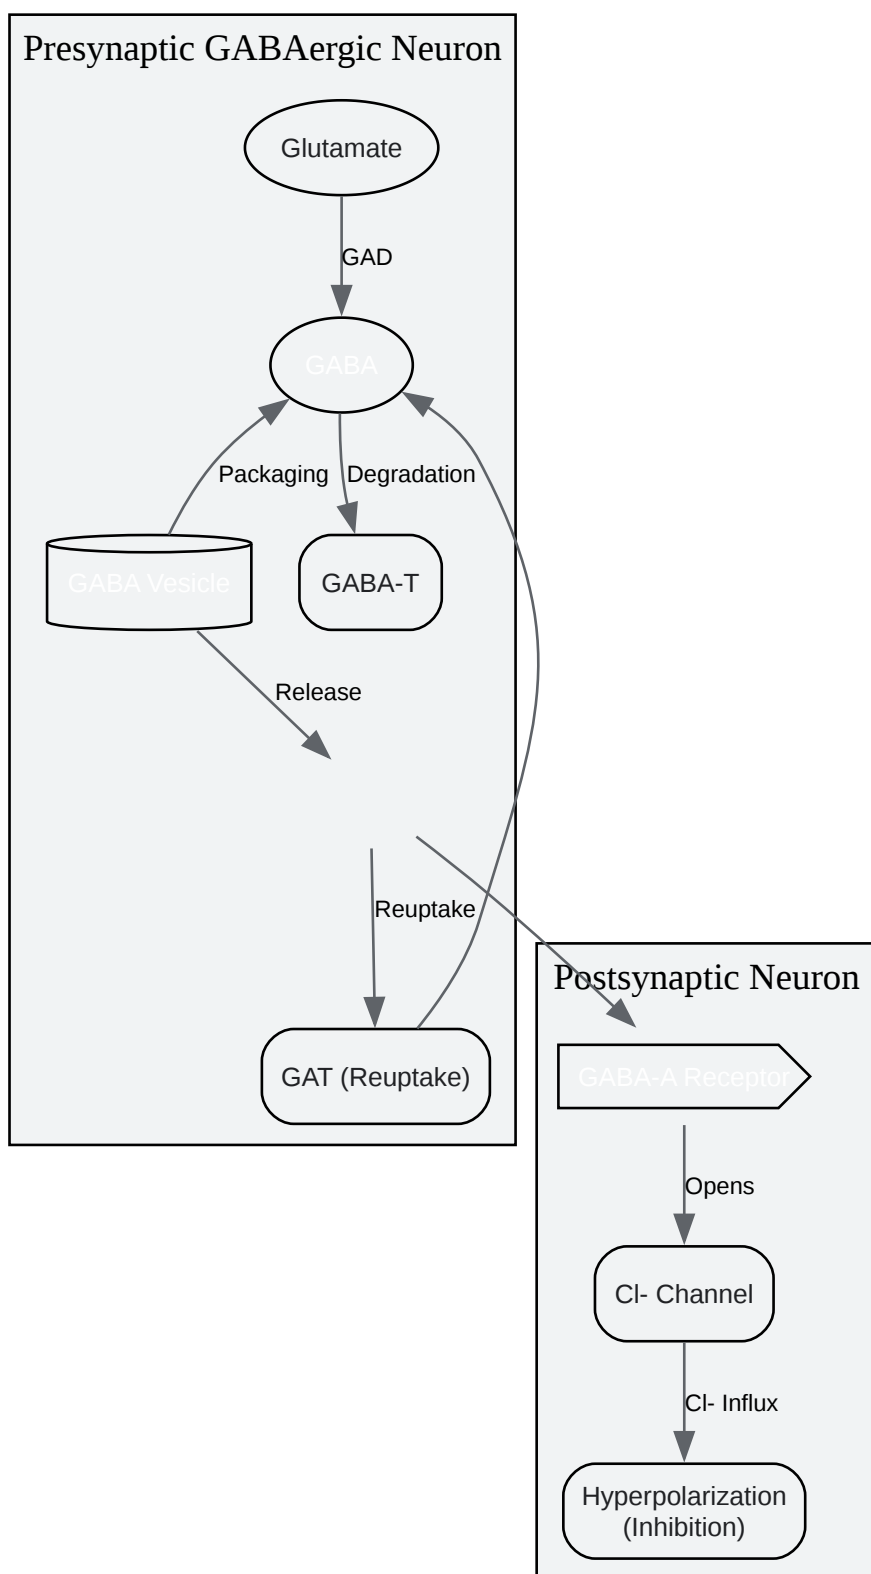 Presynaptic GABAergic Neuron
Glutamate
GAD
GABA
Packaging
Degradation
GABA Vesicle
GABA-T
Release
Reuptake
GAT (Reuptake)
Postsynaptic Neuron
GABA-A Receptor
Opens
Cl- Channel
Cl- Influx
Hyperpolarization
(Inhibition)